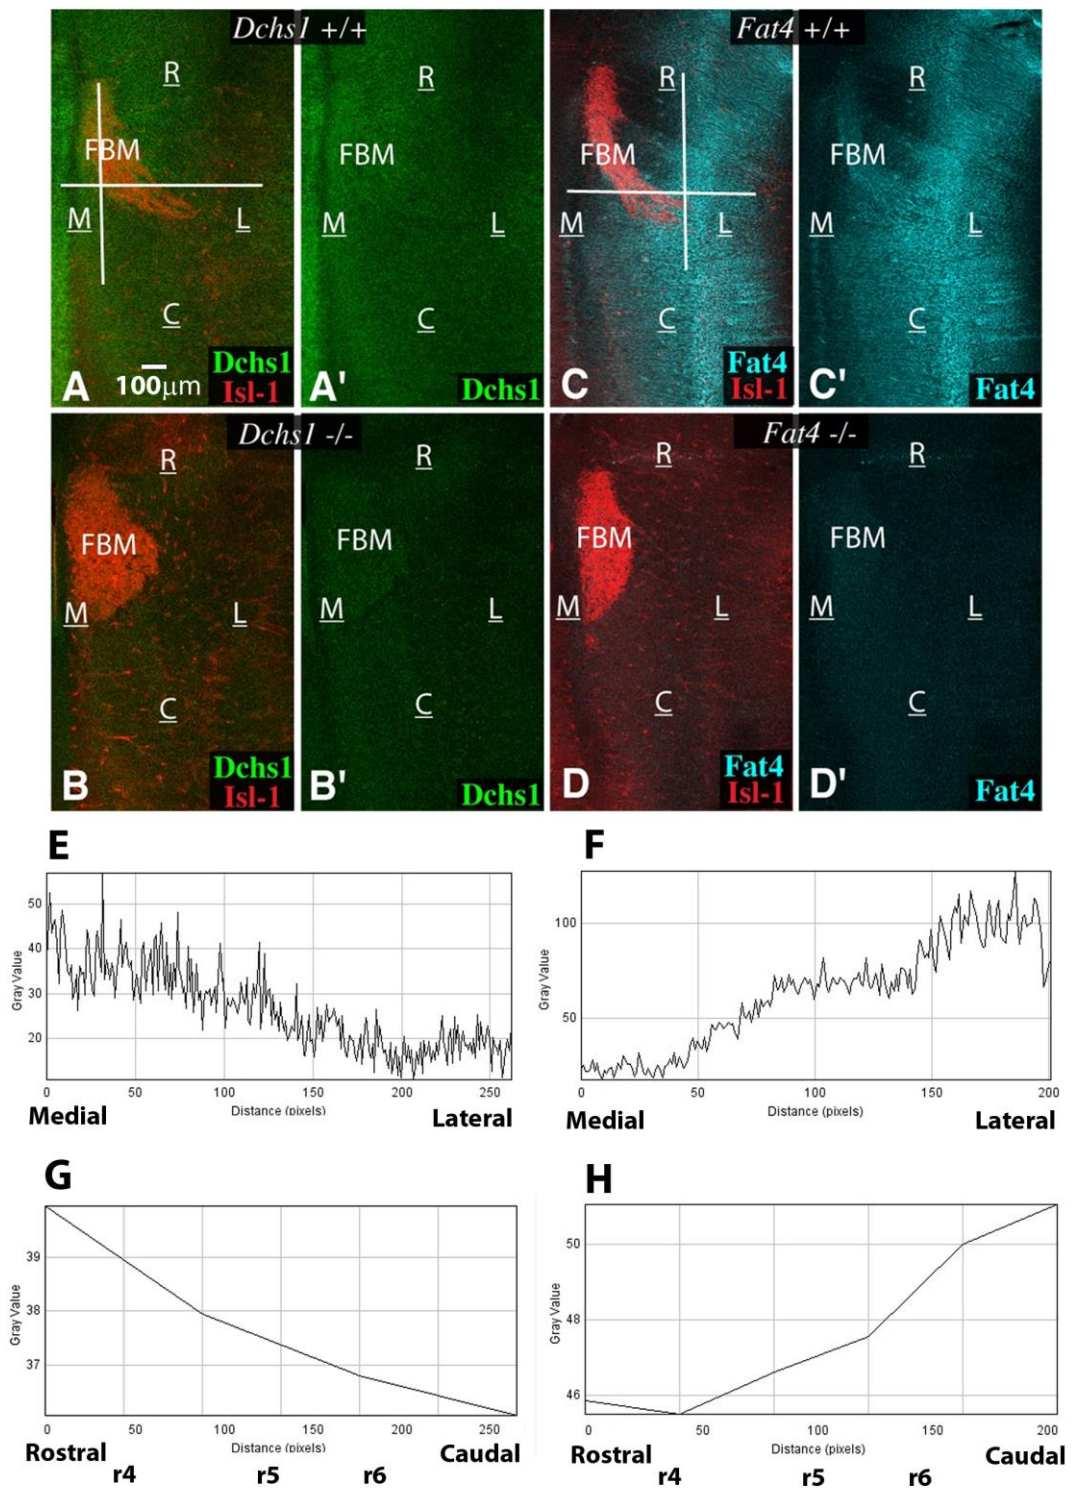 Dchs1 +/+
Fat4 +/+
R
FBM
M
L
C
A
100µm
Dchs1
Isl-1
R
FBM
M
L
C
A'
Dchs1
R
FBM
M
L
C
C
Fat4
Isl-1
R
FBM
M
L
C
C'
Fat4
Dchs1 -/-
Fat4 -/-
R
FBM
M
L
C
B
Dchs1
Isl-1
R
FBM
M
L
C
B'
Dchs1
R
FBM
M
L
C
D
Fat4
Isl-1
R
FBM
M
L
C
D'
Fat4
E
Gray Value
50
40
30
20
0 50 100 150 200 250
Medial
Distance (pixels)
Lateral
F
Gray Value
100
50
0 50 100 150 200
Medial
Distance (pixels)
Lateral
G
Gray Value
39
38
37
0 50 100 150 200
Rostral
Distance (pixels)
Caudal
r4 r5 r6
H
Gray Value
50
48
46
0 50 100 150 200
Rostral
Distance (pixels)
Caudal
r4 r5 r6